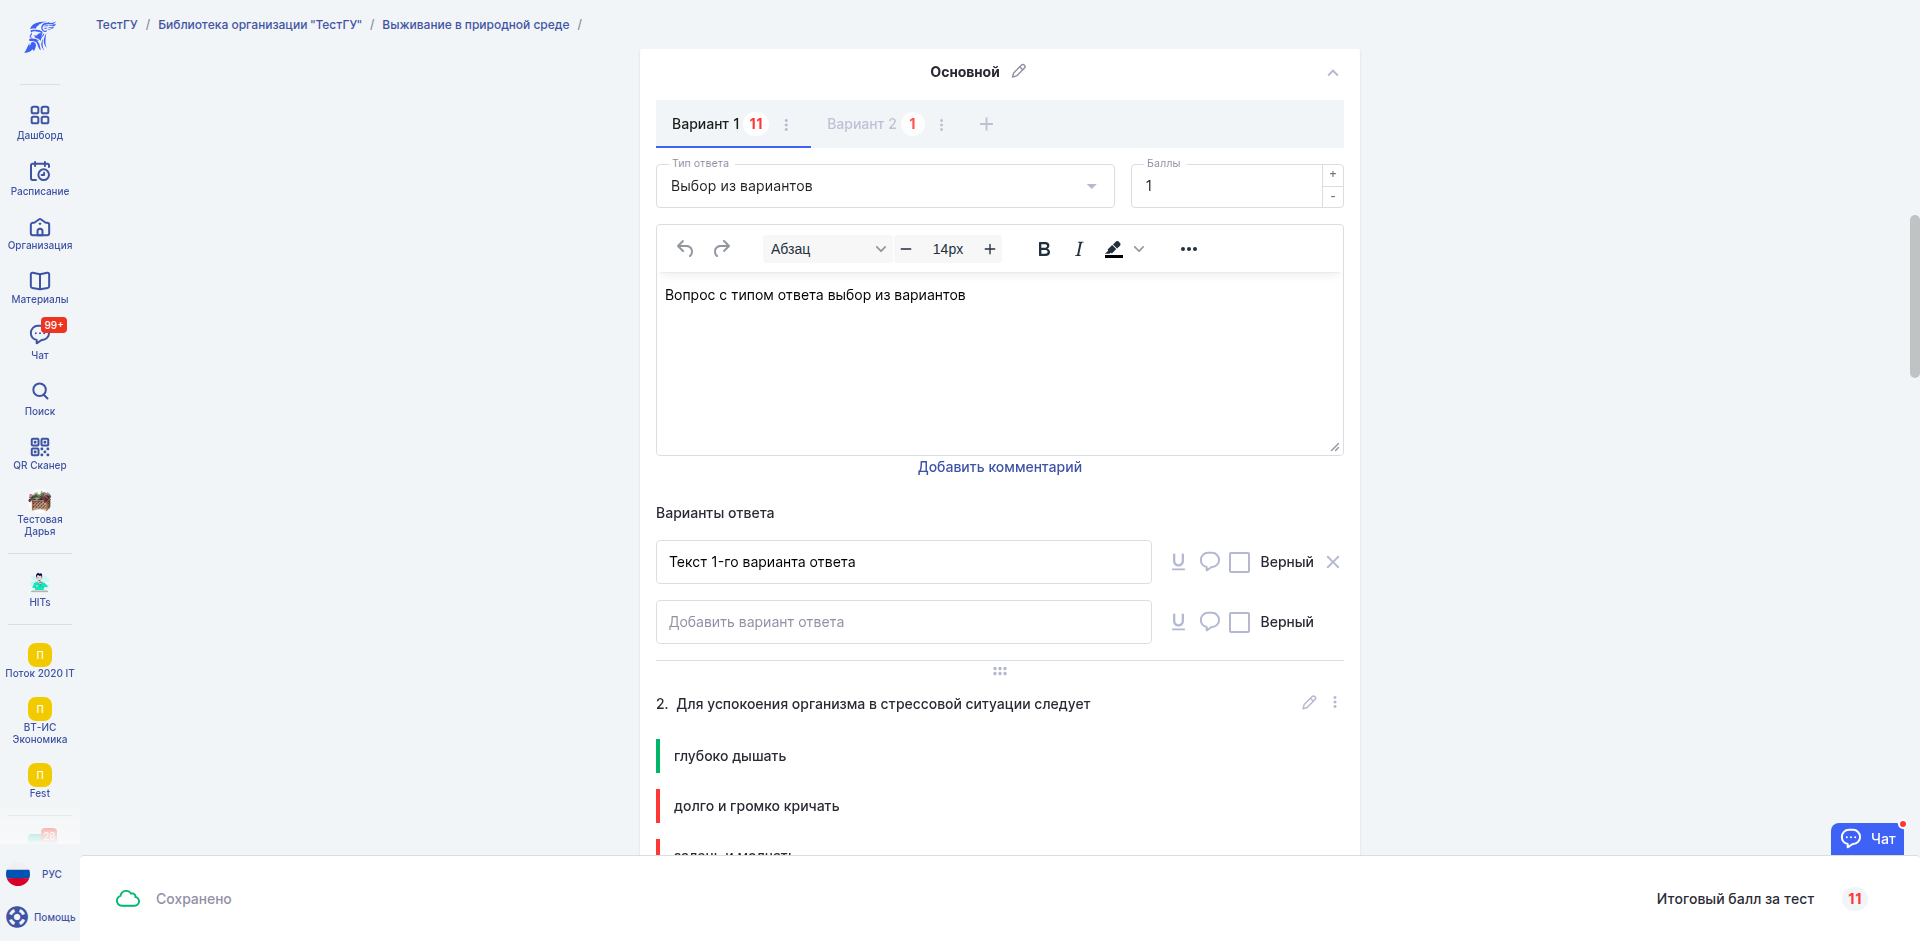 ТестГУ / Библиотека организации "ТестГУ" / Выживание в природной среде /
Дашборд
Расписание
Организация
Материалы
99+
Чат
Поиск
QR Сканер
Тестовая
Дарья
HITs
П
Поток 2020 IT
П
ВТ-ИС
Экономика
П
Fest
28
РУС
Помощь
Основной
Вариант 1 11
Вариант 2 1 +
Тип ответа
Выбор из вариантов
Баллы
1
+
-
Абзац
− 14px +
B I
Вопрос с типом ответа выбор из вариантов
Добавить комментарий
Варианты ответа
Текст 1-го варианта ответа
U Верный
Добавить вариант ответа
U Верный
2. Для успокоения организма в стрессовой ситуации следует
глубоко дышать
долго и громко кричать
Чат
Сохранено
Итоговый балл за тест 11